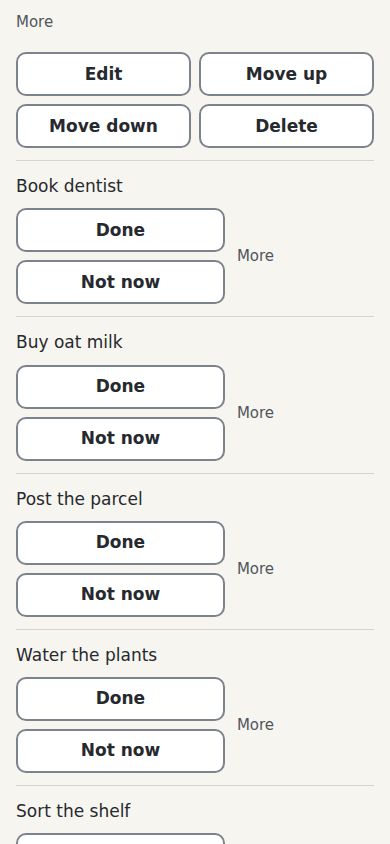 More
Edit
Move up
Move down
Delete
Book dentist
Done
More
Not now
Buy oat milk
Done
More
Not now
Post the parcel
Done
More
Not now
Water the plants
Done
More
Not now
Sort the shelf